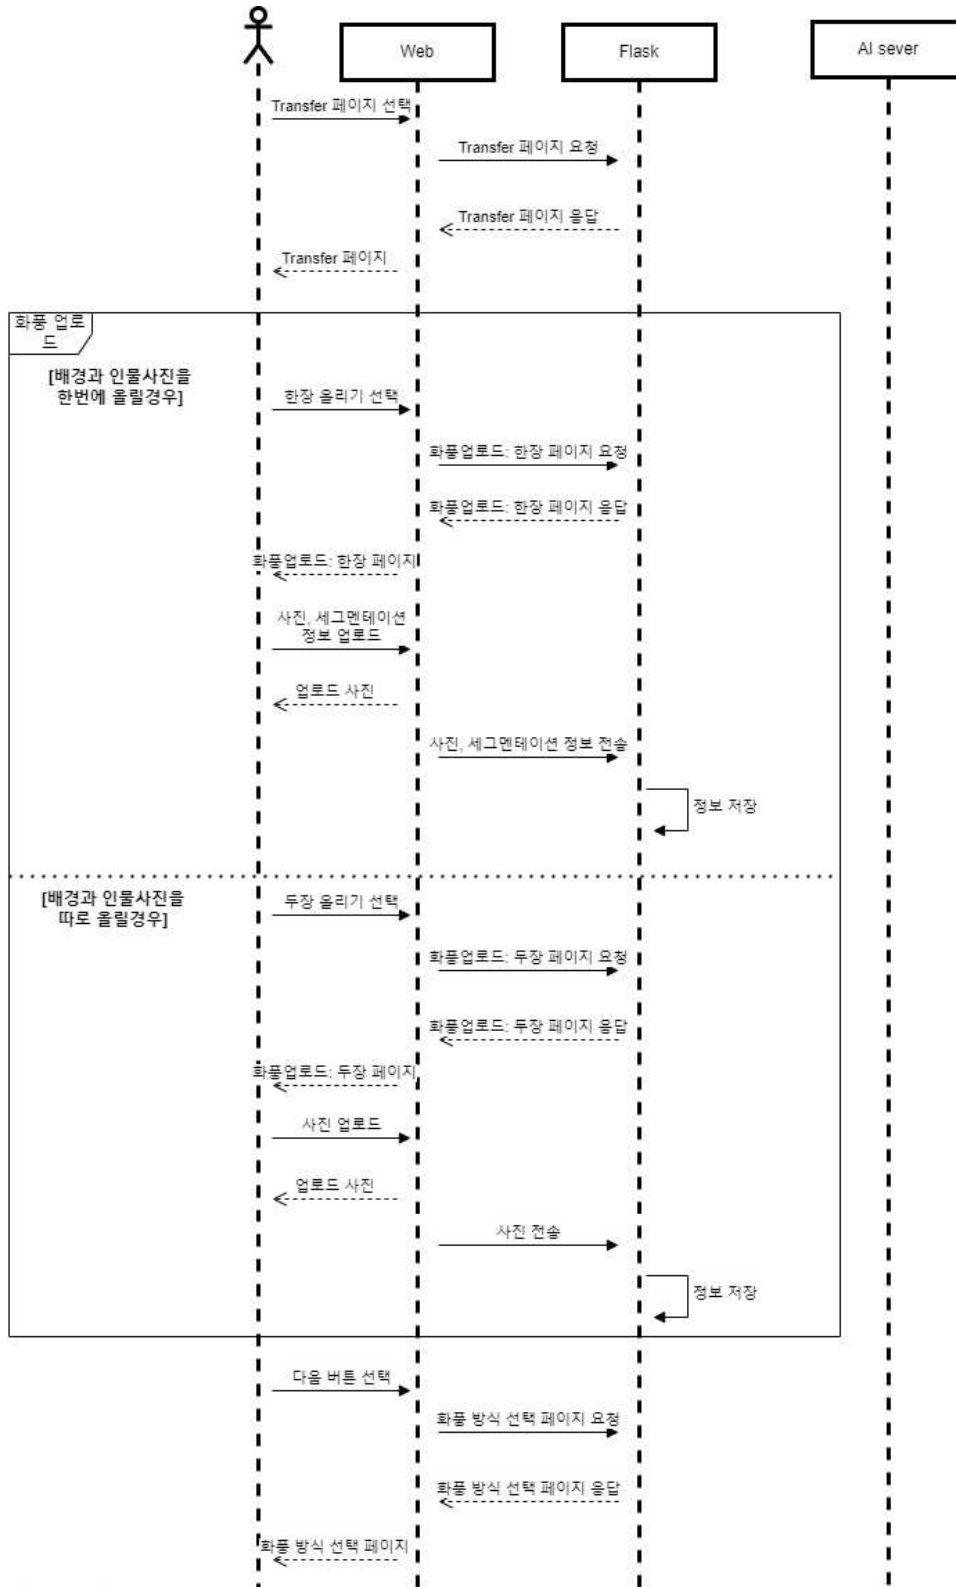 Web
Flask
AI sever
Transfer 페이지 선택
Transfer 페이지 요청
Transfer 페이지 응답
Transfer 페이지
화풍 업로
드
[배경과 인물사진을
한번에 올릴경우]
한장 올리기 선택
화풍업로드: 한장 페이지 요청
화풍업로드: 한장 페이지 응답
화풍업로드: 한장 페이지
사진, 세그멘테이션
정보 업로드
업로드 사진
사진, 세그멘테이션 정보 전송
정보 저장
[배경과 인물사진을
따로 올릴경우]
두장 올리기 선택
화풍업로드: 두장 페이지 요청
화풍업로드: 두장 페이지 응답
화풍업로드: 두장 페이지
사진 업로드
업로드 사진
사진 전송
정보 저장
다음 버튼 선택
화풍 방식 선택 페이지 요청
화풍 방식 선택 페이지 응답
화풍 방식 선택 페이지